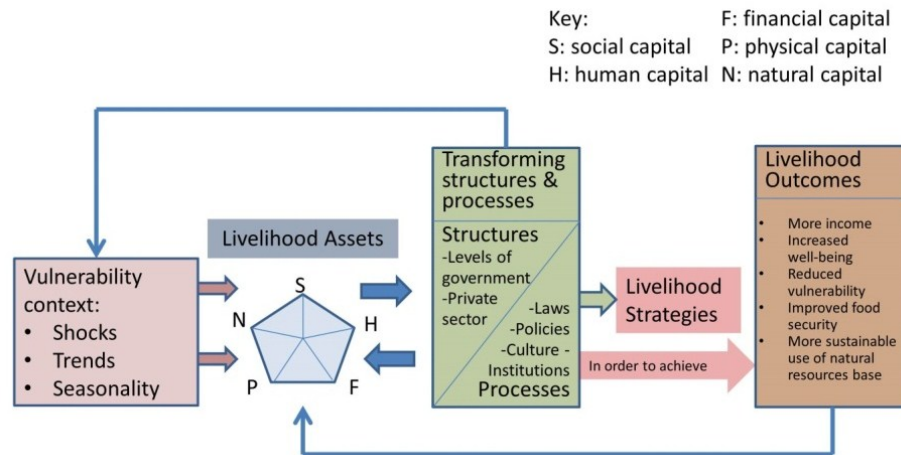 Key:
S: social capital
H: human capital
F: financial capital
P: physical capital
N: natural capital
Vulnerability
context:
• Shocks
• Trends
• Seasonality
Livelihood Assets
S
N
H
P
F
Transforming
structures &
processes
Structures
-Levels of
government
-Private
sector
-Laws
-Policies
-Culture -
Institutions
Processes
Livelihood
Strategies
In order to achieve
Livelihood
Outcomes
• More income
• Increased
well-being
• Reduced
vulnerability
• Improved food
security
• More sustainable
use of natural
resources base